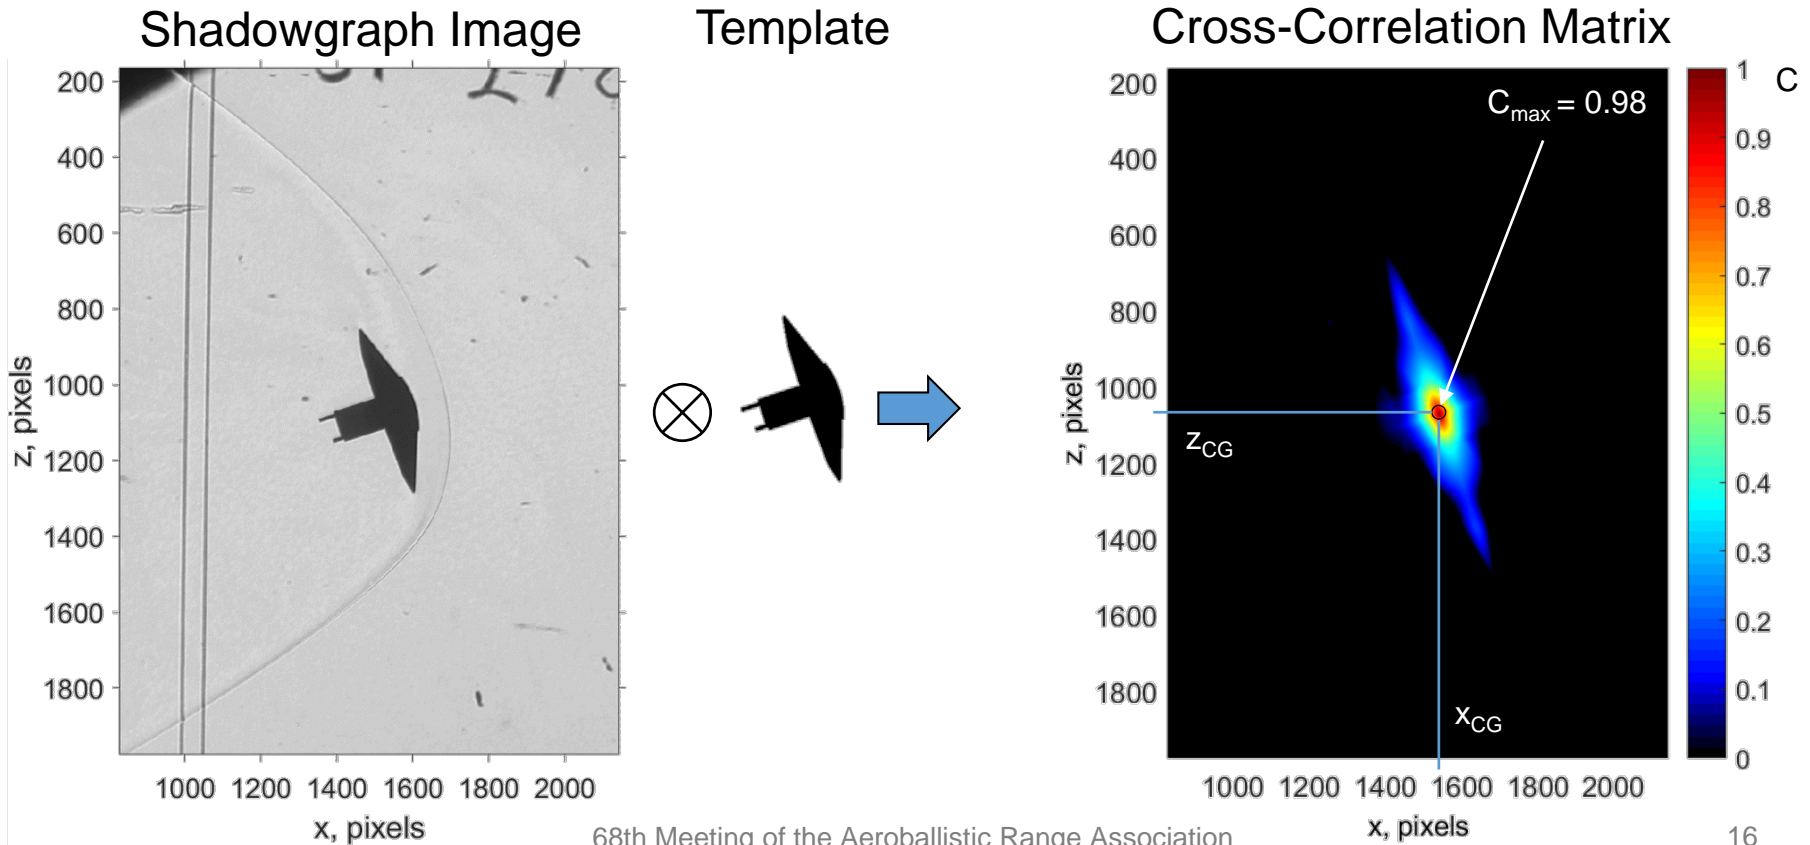 Shadowgraph Image
Template
Cross-Correlation Matrix
200
400
600
800
1000
1200
1400
1600
1800
z, pixels
1000 1200 1400 1600 1800 2000
x, pixels
200
400
600
800
1000
1200
1400
1600
1800
z, pixels
1000 1200 1400 1600 1800 2000
x, pixels
Cmax = 0.98
zCG
xCG
1
0.9
0.8
0.7
0.6
0.5
0.4
0.3
0.2
0.1
0
C
68th Meeting of the Aeroballistic Range Association
16